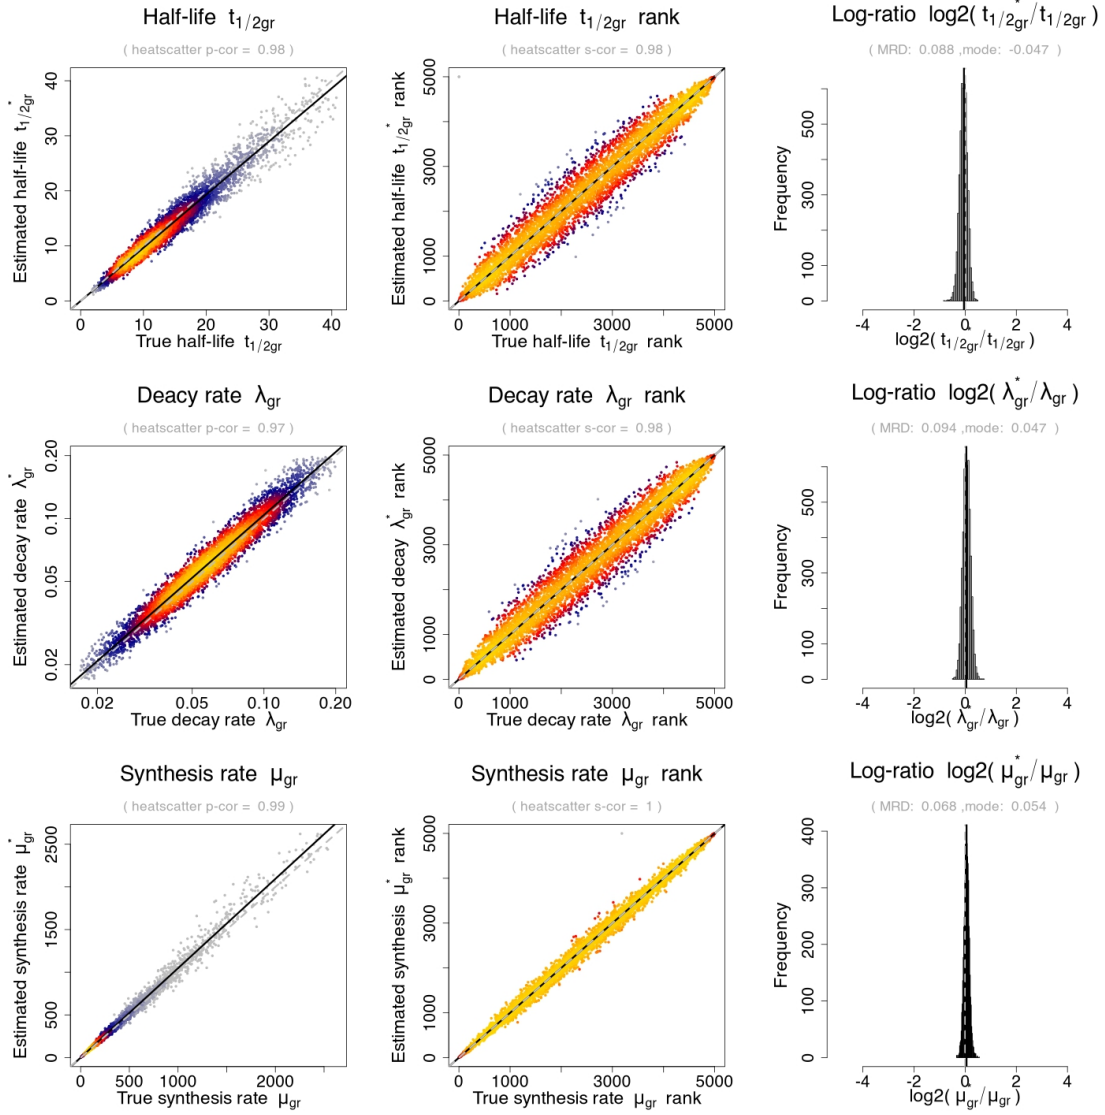 Half-life t1/2gr
( heatscatter p-cor = 0.98 )
Estimated half-life t*1/2gr
40
30
20
10
0
0 10 20 30 40
True half-life t1/2gr
Half-life t1/2gr rank
( heatscatter s-cor = 0.98 )
Estimated half-life t*1/2gr rank
5000
3000
1000
0
0 1000 3000 5000
True half-life t1/2gr rank
Log-ratio log2( t*1/2gr/t1/2gr )
( MRD: 0.088 ,mode: -0.047 )
Frequency
500
300
100
0
-4 -2 0 2 4
log2( t*1/2gr/t1/2gr )
Deacy rate λgr
( heatscatter p-cor = 0.97 )
Estimated decay rate λ*gr
0.20
0.10
0.05
0.02
0.02 0.05 0.10 0.20
True decay rate λgr
Decay rate λgr rank
( heatscatter s-cor = 0.98 )
Estimated decay λ*gr rank
5000
3000
1000
0
0 1000 3000 5000
True decay rate λgr rank
Log-ratio log2( λ*gr/λgr )
( MRD: 0.094 ,mode: 0.047 )
Frequency
500
300
100
0
-4 -2 0 2 4
log2( λ*gr/λgr )
Synthesis rate μgr
( heatscatter p-cor = 0.99 )
Estimated synthesis rate μ*gr
2500
1500
500
0
0 500 1000 2000
True synthesis rate μgr
Synthesis rate μgr rank
( heatscatter s-cor = 1 )
Estimated synthesis μ*gr rank
5000
3000
1000
0
0 1000 3000 5000
True synthesis rate μgr rank
Log-ratio log2( μ*gr/μgr )
( MRD: 0.068 ,mode: 0.054 )
Frequency
400
300
200
100
0
-4 -2 0 2 4
log2( μ*gr/μgr )